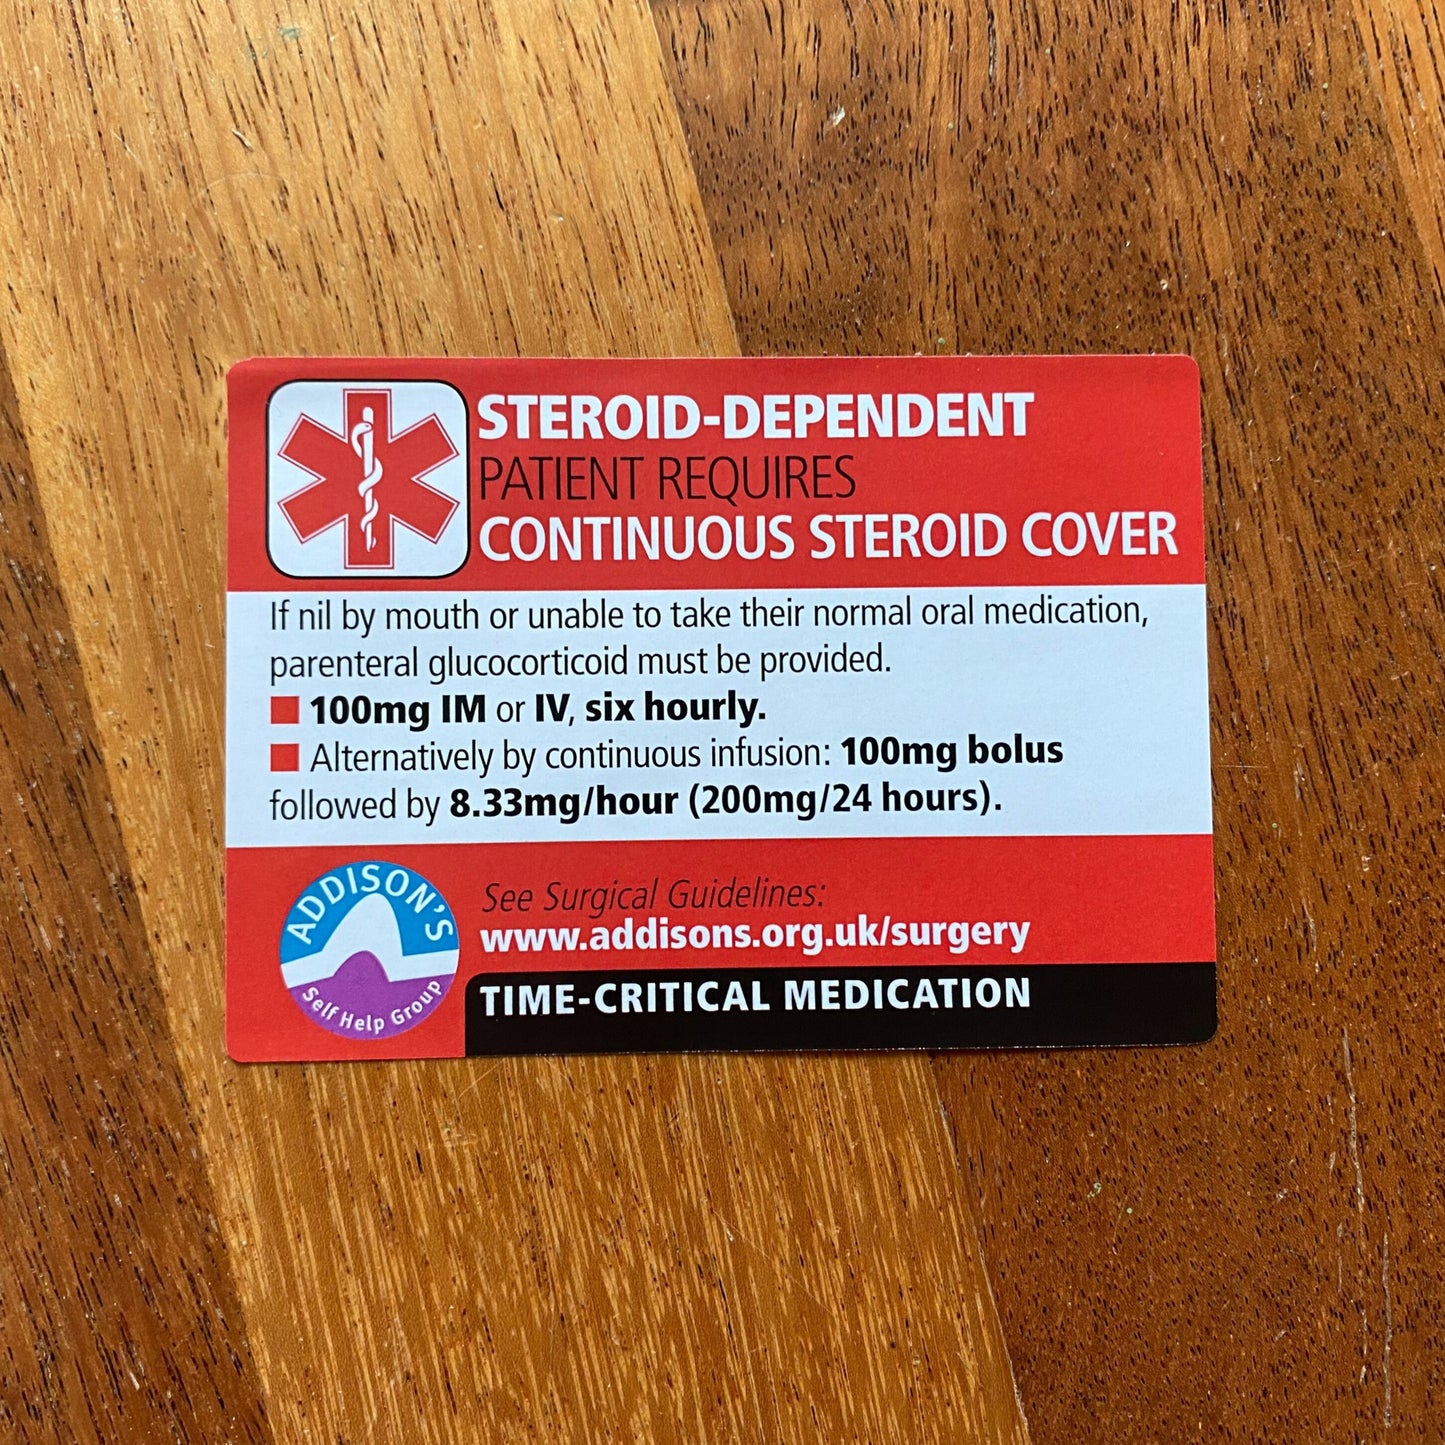 STEROID-DEPENDENT
PATIENT REQUIRES
CONTINUOUS STEROID COVER
If nil by mouth or unable to take their normal oral medication,
parenteral glucocorticoid must be provided.
100mg IM or IV, six hourly.
Alternatively by continuous infusion: 100mg bolus
followed by 8.33mg/hour (200mg/24 hours).
ADDISON'S
Self Help Group
See Surgical Guidelines:
www.addisons.org.uk/surgery
TIME-CRITICAL MEDICATION